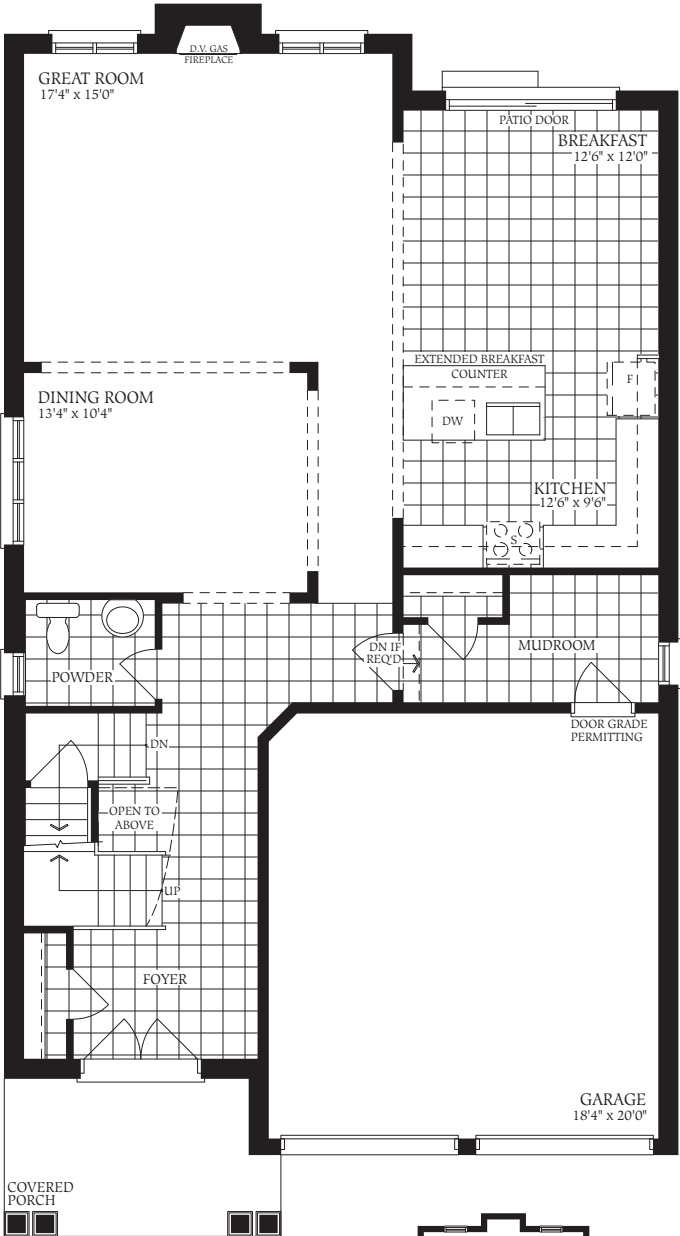 D.V. GAS
FIREPLACE
GREAT ROOM
17'4" x 15'0"
PATIO DOOR
BREAKFAST
12'6" x 12'0"
EXTENDED BREAKFAST
COUNTER
F
DW
DINING ROOM
13'4" x 10'4"
KITCHEN
12'6" x 9'6"
S
POWDER
DN IF
REQ'D
MUDROOM
DOOR GRADE
PERMITTING
DN
OPEN TO
ABOVE
UP
FOYER
GARAGE
18'4" x 20'0"
COVERED
PORCH